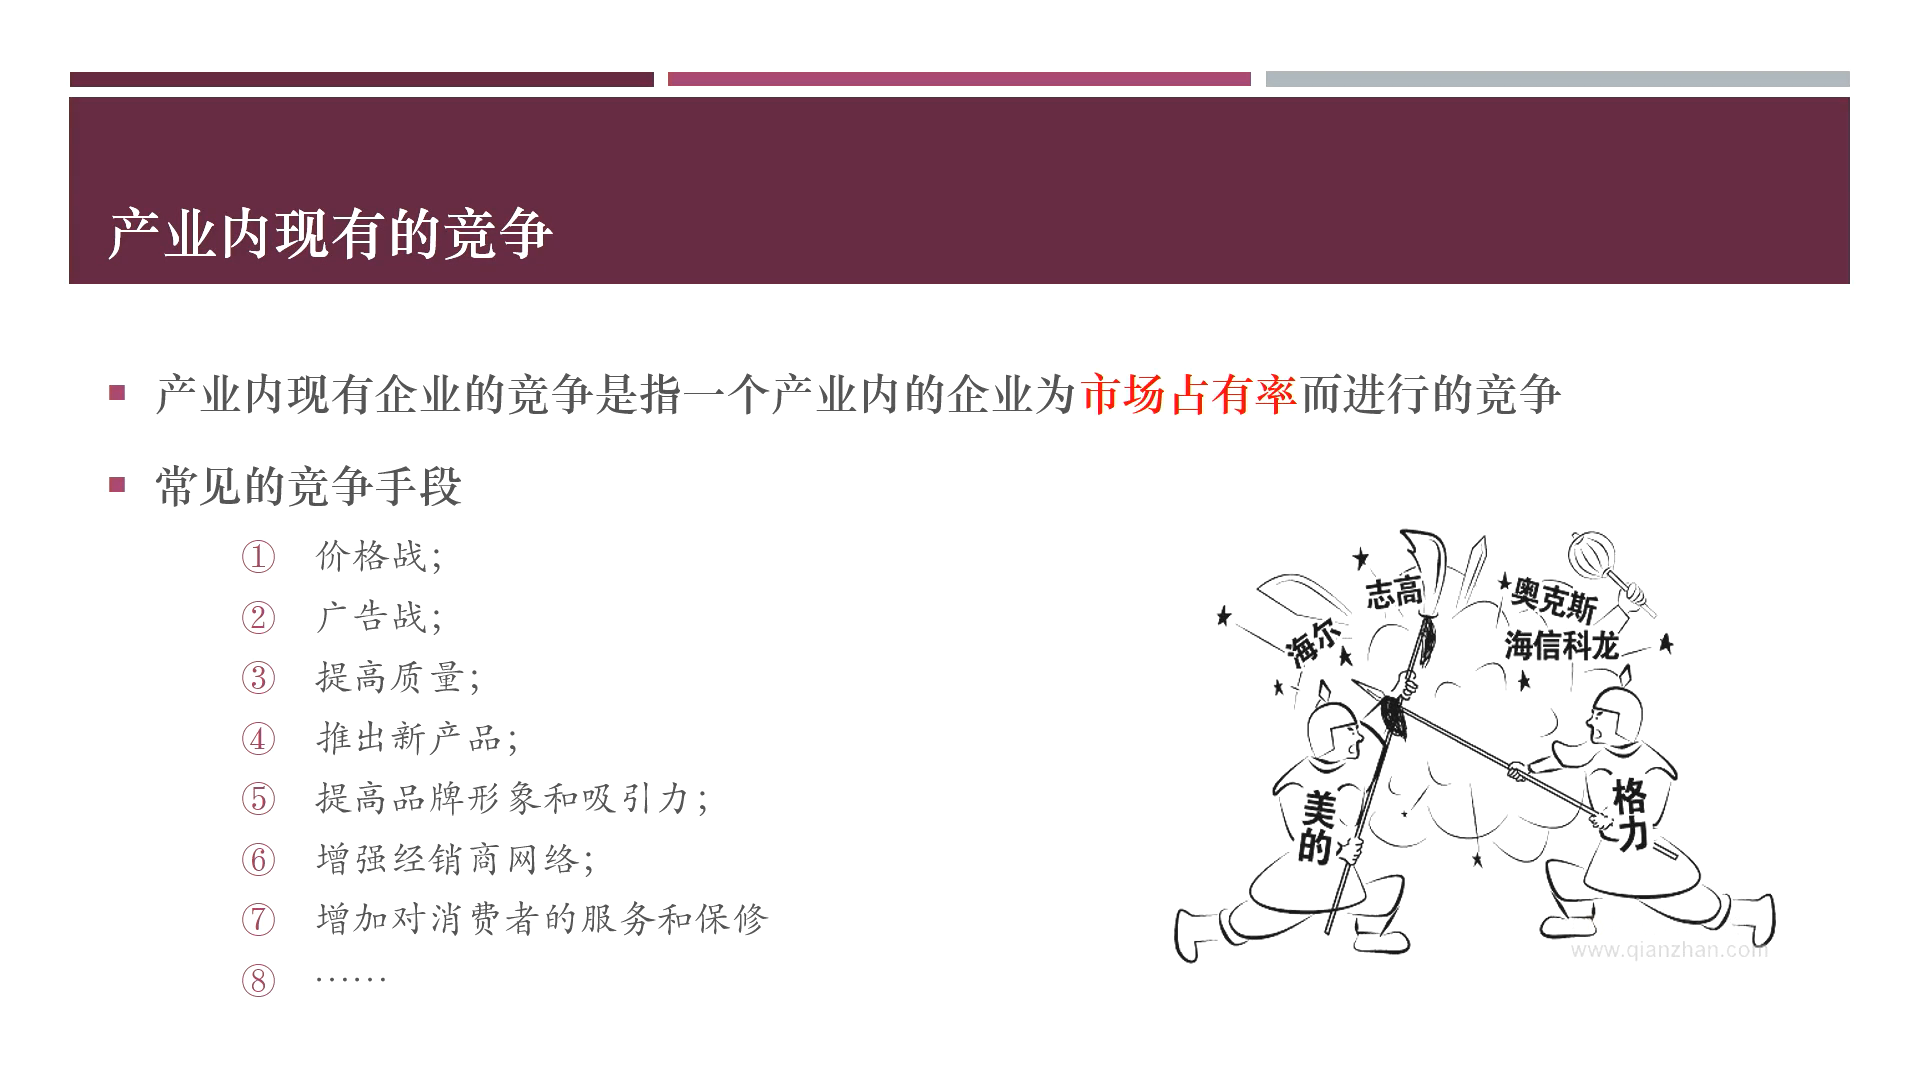 产业内现有的竞争
产业内现有企业的竞争是指一个产业内的企业为市场占有率而进行的竞争
常见的竞争手段
① 价格战；
② 广告战；
③ 提高质量；
④ 推出新产品；
⑤ 提高品牌形象和吸引力；
⑥ 增强经销商网络；
⑦ 增加对消费者的服务和保修
⑧ ……
志高
奥克斯
海尔
海信科龙
美的
格力
www.qianzhan.com